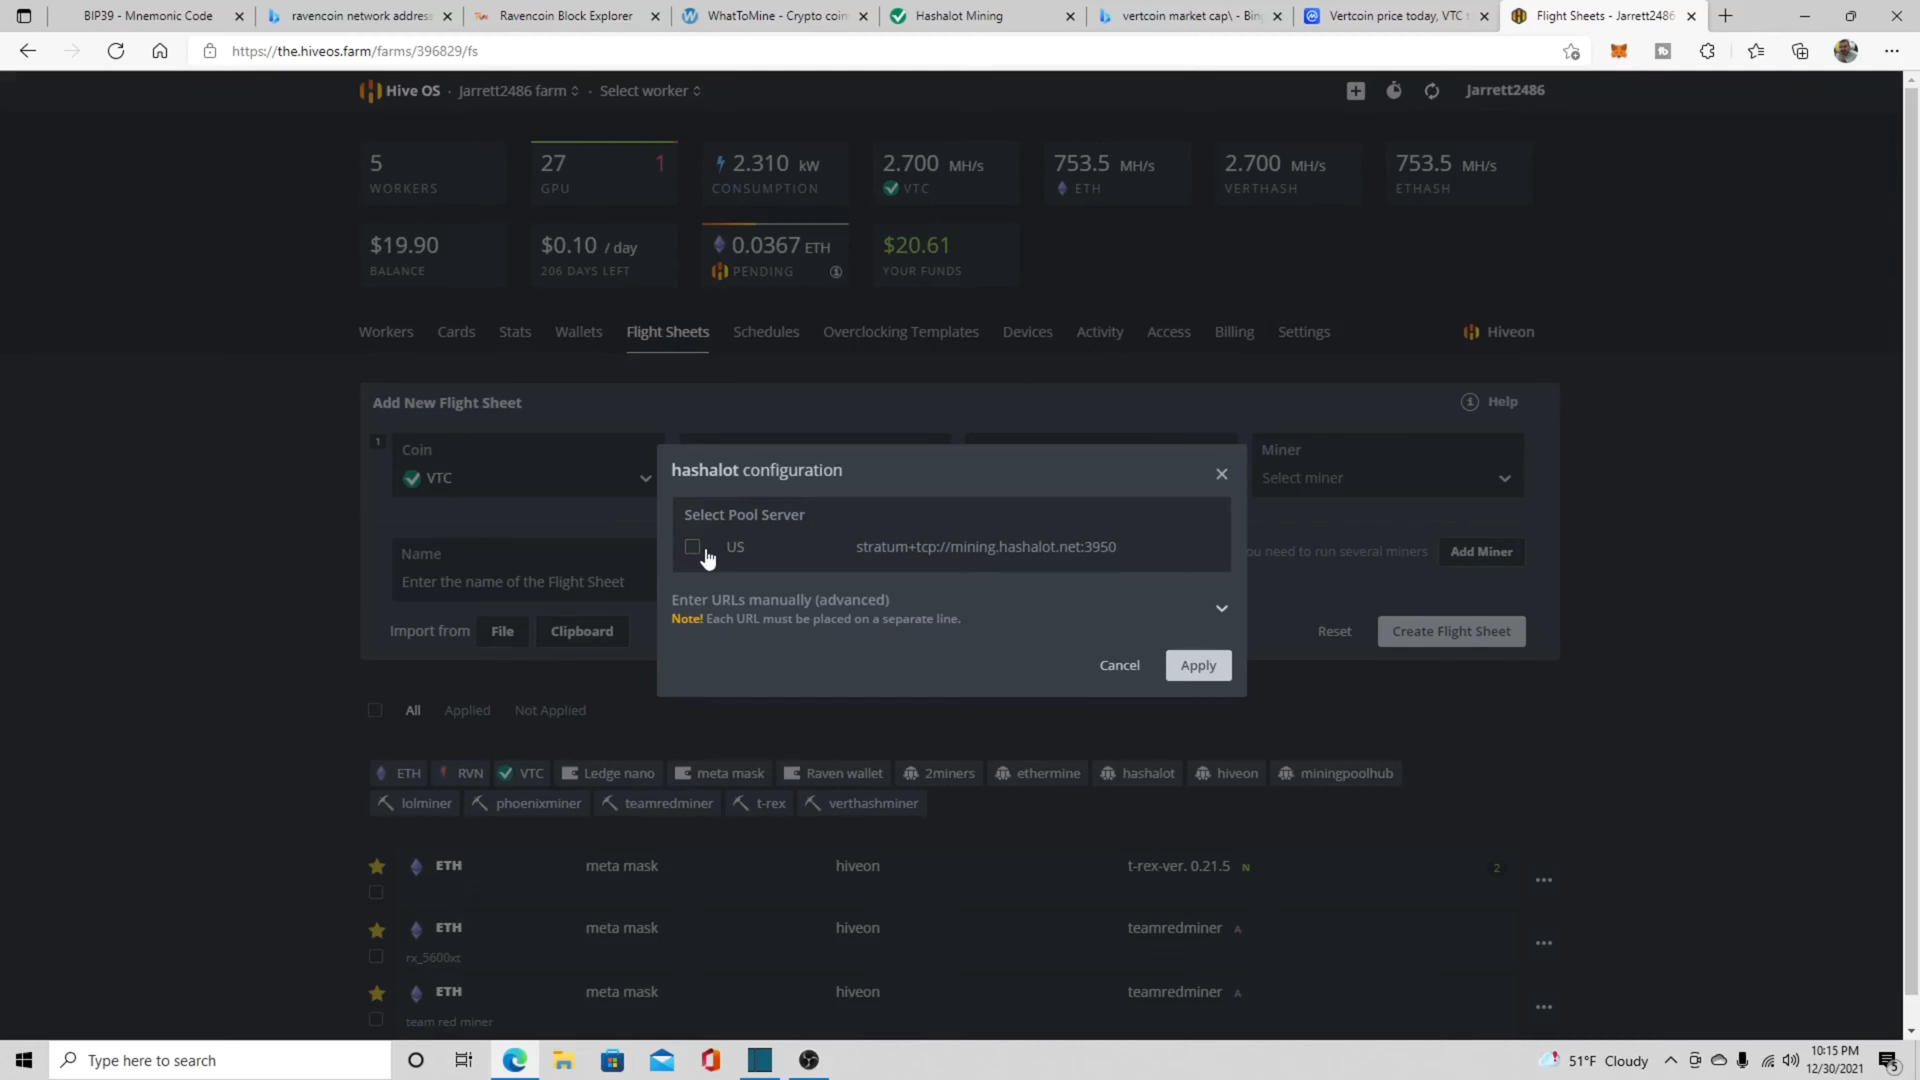 BIP39 - Mnemonic Code
ravencoin network address
Ravencoin Block Explorer
WhatToMine - Crypto coin
Hashalot Mining
vertcoin market cap\ - Bin
Vertcoin price today, VTC t
Flight Sheets - Jarrett2486
https://the.hiveos.farm/farms/396829/fs
Hive OS · Jarrett2486 farm · Select worker
Jarrett2486
5
WORKERS
27 1
GPU
2.310 kW
CONSUMPTION
2.700 MH/s
VTC
753.5 MH/s
ETH
2.700 MH/s
VERTHASH
753.5 MH/s
ETHASH
$19.90
BALANCE
$0.10 / day
206 DAYS LEFT
0.0367 ETH
PENDING
$20.61
YOUR FUNDS
Workers Cards Stats Wallets Flight Sheets Schedules Overclocking Templates Devices Activity Access Billing Settings Hiveon
Add New Flight Sheet
Help
1
Coin
VTC
Miner
Select miner
hashalot configuration
Select Pool Server
US stratum+tcp://mining.hashalot.net:3950
Enter URLs manually (advanced)
Note! Each URL must be placed on a separate line.
Cancel Apply
Name
Enter the name of the Flight Sheet
ou need to run several miners Add Miner
Import from File Clipboard
Reset Create Flight Sheet
All Applied Not Applied
ETH RVN VTC Ledge nano meta mask Raven wallet 2miners ethermine hashalot hiveon miningpoolhub
lolminer phoenixminer teamredminer t-rex verthashminer
ETH meta mask hiveon t-rex-ver. 0.21.5 N 2
ETH meta mask hiveon teamredminer A
rx_5600xt
ETH meta mask hiveon teamredminer A
team red miner
Type here to search
51°F Cloudy
10:15 PM
12/30/2021
5